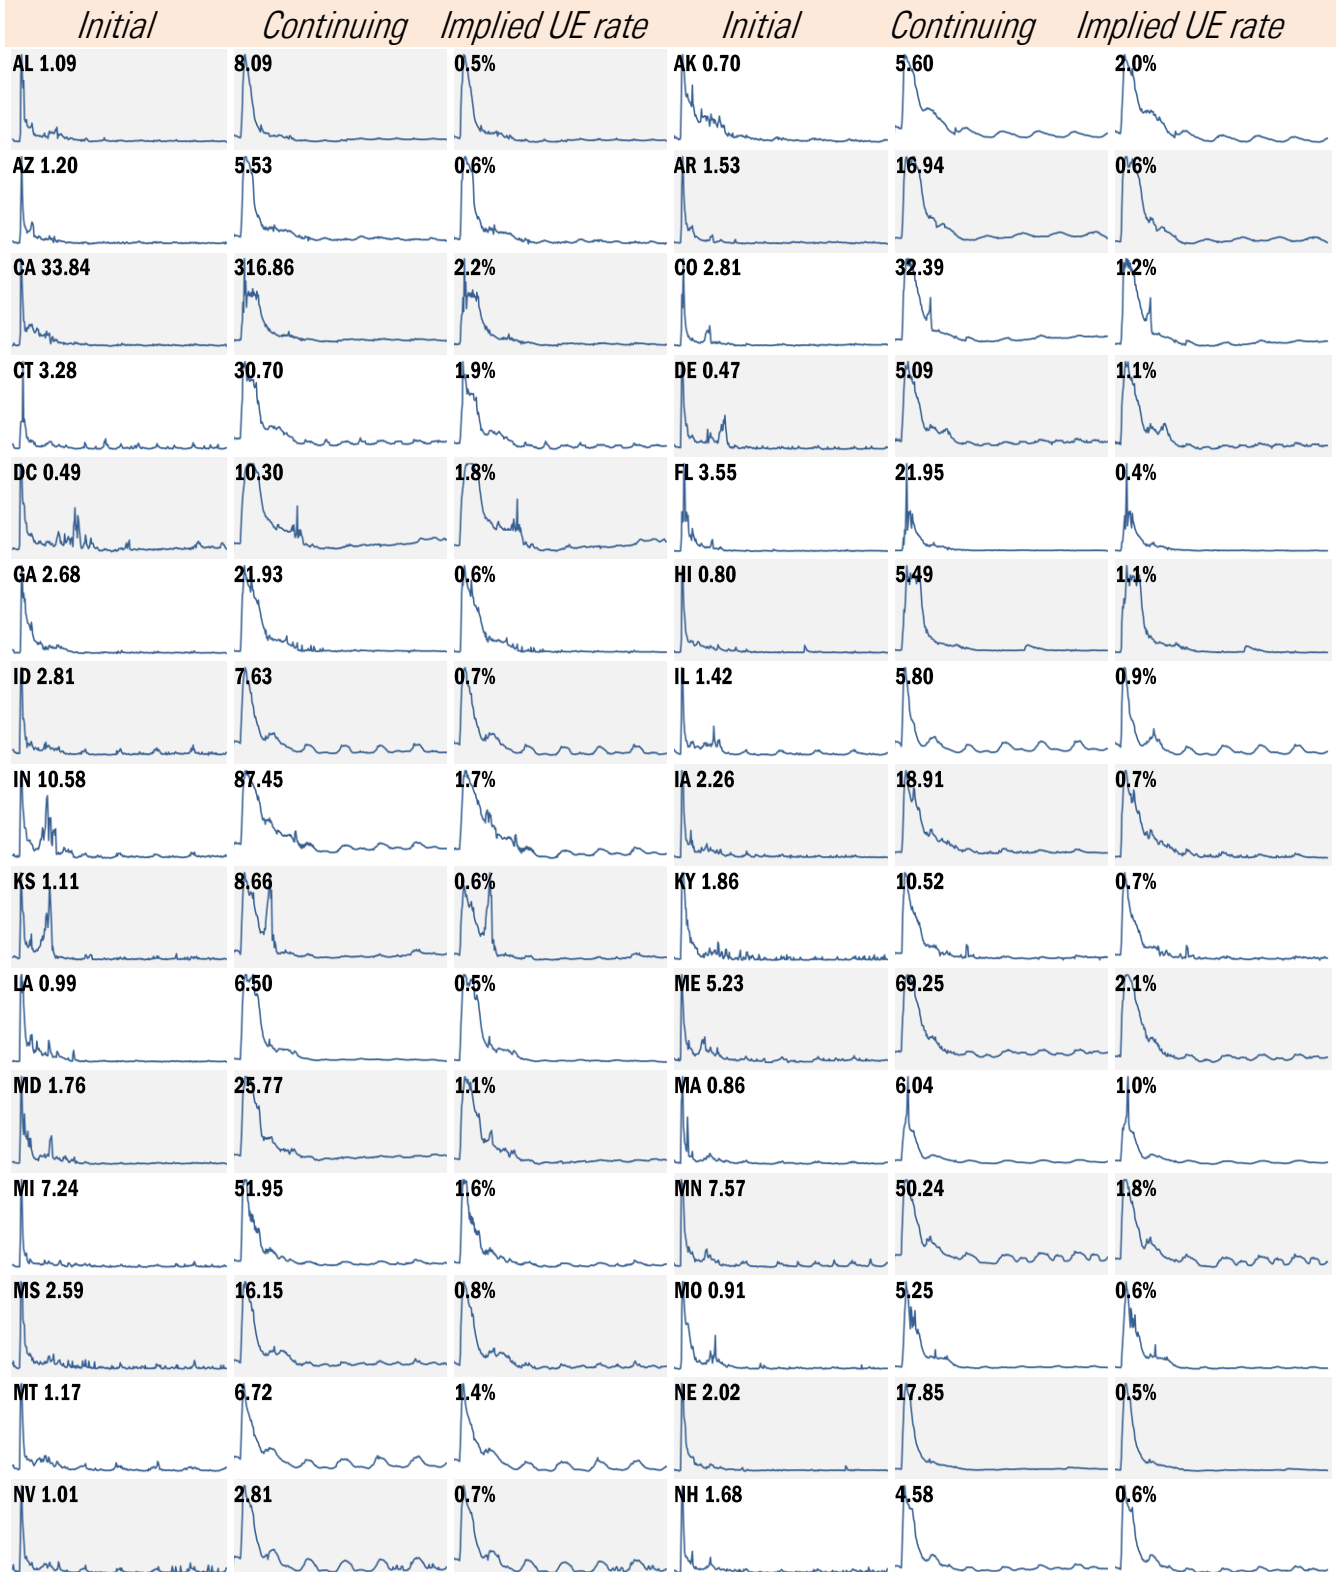 Initial Continuing Implied UE rate Initial Continuing Implied UE rate
AL 1.09 8.09 0.5% AK 0.70 5.60 2.0%
AZ 1.20 5.53 0.6% AR 1.53 16.94 0.6%
CA 33.84 316.86 2.2% CO 2.81 32.39 1.2%
CT 3.28 30.70 1.9% DE 0.47 5.09 1.1%
DC 0.49 10.30 1.8% FL 3.55 21.95 0.4%
GA 2.68 21.93 0.6% HI 0.80 5.49 1.1%
ID 2.81 7.63 0.7% IL 1.42 5.80 0.9%
IN 10.58 87.45 1.7% IA 2.26 18.91 0.7%
KS 1.11 8.66 0.6% KY 1.86 10.52 0.7%
LA 0.99 6.50 0.5% ME 5.23 69.25 2.1%
MD 1.76 25.77 1.1% MA 0.86 6.04 1.0%
MI 7.24 51.95 1.6% MN 7.57 50.24 1.8%
MS 2.59 16.15 0.8% MO 0.91 5.25 0.6%
MT 1.17 6.72 1.4% NE 2.02 17.85 0.5%
NV 1.01 2.81 0.7% NH 1.68 4.58 0.6%